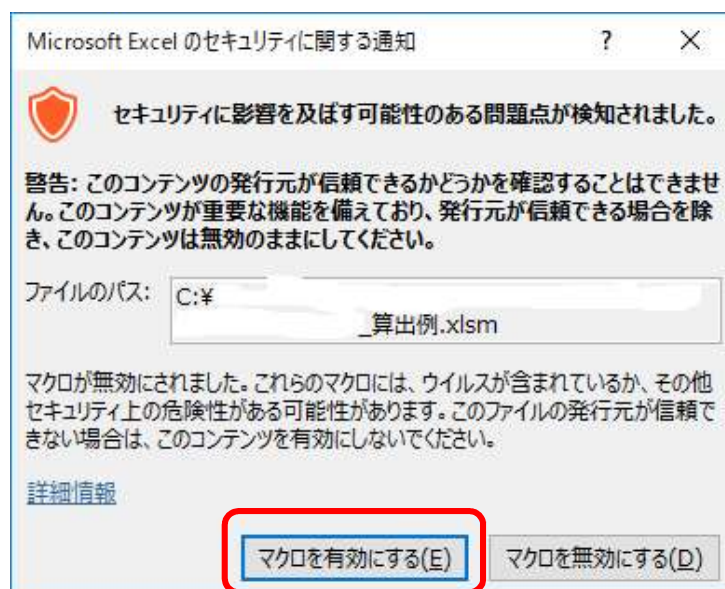 Microsoft Excel のセキュリティに関する通知 ?
セキュリティに影響を及ぼす可能性のある問題点が検知されました。
警告: このコンテンツの発行元が信頼できるかどうかを確認することはできませ
ん。このコンテンツが重要な機能を備えており、発行元が信頼できる場合を除
き、このコンテンツは無効のままにしてください。
ファイルのパス: C:¥
_算出例.xlsm
マクロが無効にされました。これらのマクロには、ウイルスが含まれているか、その他
セキュリティ上の危険性がある可能性があります。このファイルの発行元が信頼で
きない場合は、このコンテンツを有効にしないでください。
詳細情報
マクロを有効にする(E) マクロを無効にする(D)